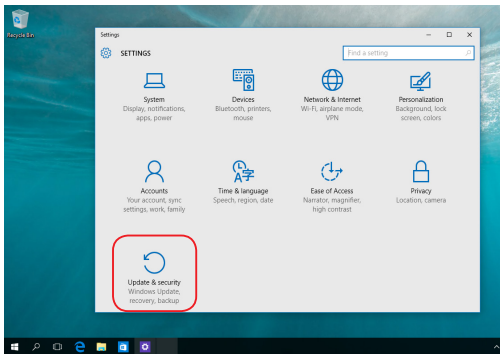 Recycle Bin
Settings
SETTINGS
Find a setting
System
Display, notifications,
apps, power
Devices
Bluetooth, printers,
mouse
Network & Internet
Wi-Fi, airplane mode,
VPN
Personalization
Background, lock
screen, colors
Accounts
Your account, sync
settings, work, family
Time & language
Speech, region, date
Ease of Access
Narrator, magnifier,
high contrast
Privacy
Location, camera
Update & security
Windows Update,
recovery, backup